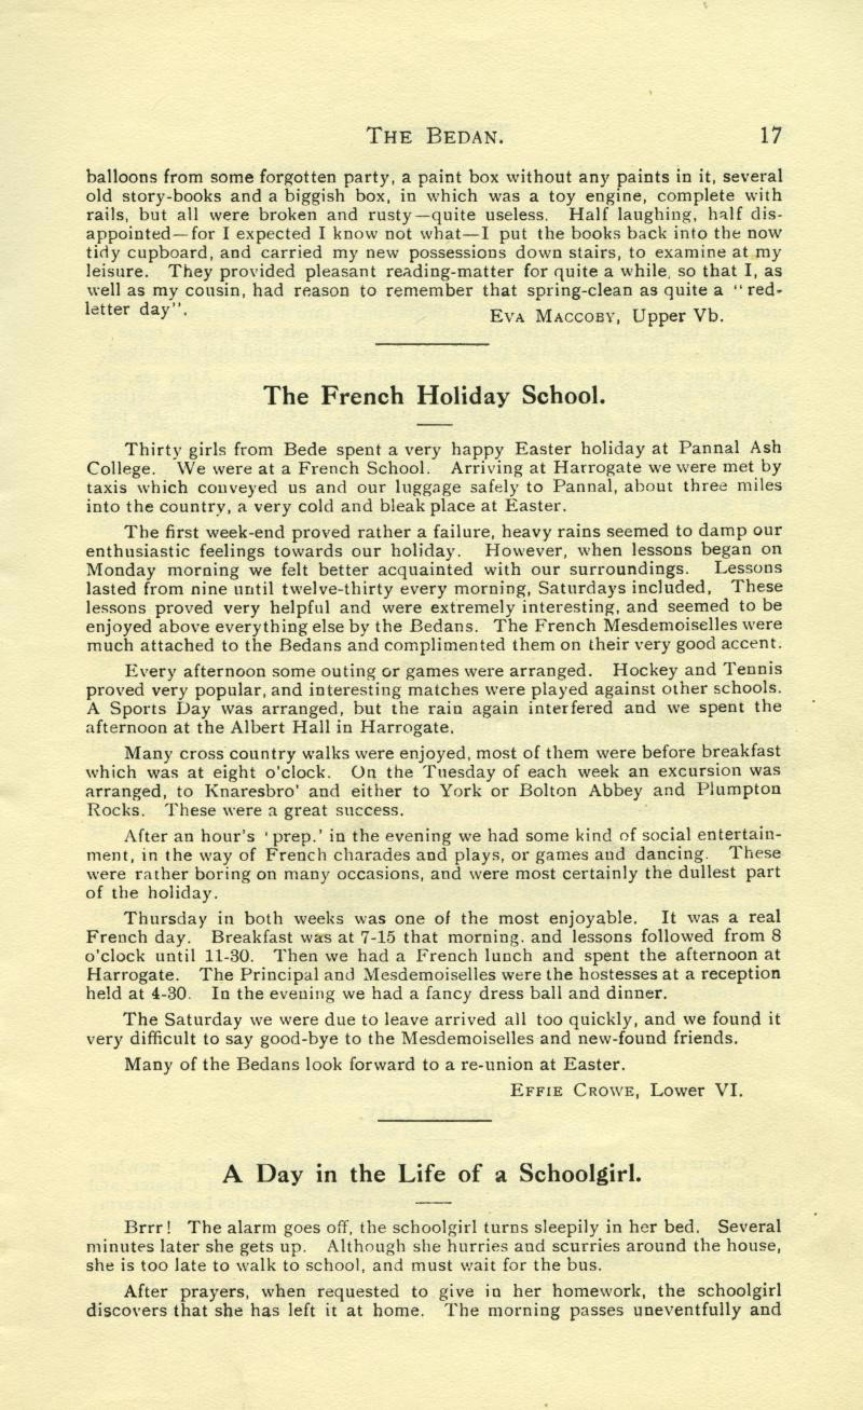 THE BEDAN. 17
balloons from some forgotten party, a paint box without any paints in it, several
old story-books and a biggish box, in which was a toy engine, complete with
rails, but all were broken and rusty—quite useless. Half laughing, half dis-
appointed—for I expected I know not what—I put the books back into the now
tidy cupboard, and carried my new possessions down stairs, to examine at my
leisure. They provided pleasant reading-matter for quite a while, so that I, as
well as my cousin, had reason to remember that spring-clean as quite a "red-
letter day".
EVA MACCOBY, Upper Vb.
The French Holiday School.
Thirty girls from Bede spent a very happy Easter holiday at Pannal Ash
College. We were at a French School. Arriving at Harrogate we were met by
taxis which conveyed us and our luggage safely to Pannal, about three miles
into the country, a very cold and bleak place at Easter.
The first week-end proved rather a failure, heavy rains seemed to damp our
enthusiastic feelings towards our holiday. However, when lessons began on
Monday morning we felt better acquainted with our surroundings. Lessons
lasted from nine until twelve-thirty every morning, Saturdays included, These
lessons proved very helpful and were extremely interesting, and seemed to be
enjoyed above everything else by the Bedans. The French Mesdemoiselles were
much attached to the Bedans and complimented them on their very good accent.
Every afternoon some outing or games were arranged. Hockey and Tennis
proved very popular, and interesting matches were played against other schools.
A Sports Day was arranged, but the rain again interfered and we spent the
afternoon at the Albert Hall in Harrogate.
Many cross country walks were enjoyed, most of them were before breakfast
which was at eight o'clock. On the Tuesday of each week an excursion was
arranged, to Knaresbro' and either to York or Bolton Abbey and Plumpton
Rocks. These were a great success.
After an hour's 'prep.' in the evening we had some kind of social entertain-
ment, in the way of French charades and plays, or games and dancing. These
were rather boring on many occasions, and were most certainly the dullest part
of the holiday.
Thursday in both weeks was one of the most enjoyable. It was a real
French day. Breakfast was at 7-15 that morning. and lessons followed from 8
o'clock until 11-30. Then we had a French lunch and spent the afternoon at
Harrogate. The Principal and Mesdemoiselles were the hostesses at a reception
held at 4-30. In the evening we had a fancy dress ball and dinner.
The Saturday we were due to leave arrived all too quickly, and we found it
very difficult to say good-bye to the Mesdemoiselles and new-found friends.
Many of the Bedans look forward to a re-union at Easter.
EFFIE CROWE, Lower VI.
A Day in the Life of a Schoolgirl.
Brrr! The alarm goes off, the schoolgirl turns sleepily in her bed. Several
minutes later she gets up. Although she hurries and scurries around the house,
she is too late to walk to school, and must wait for the bus.
After prayers, when requested to give in her homework, the schoolgirl
discovers that she has left it at home. The morning passes uneventfully and